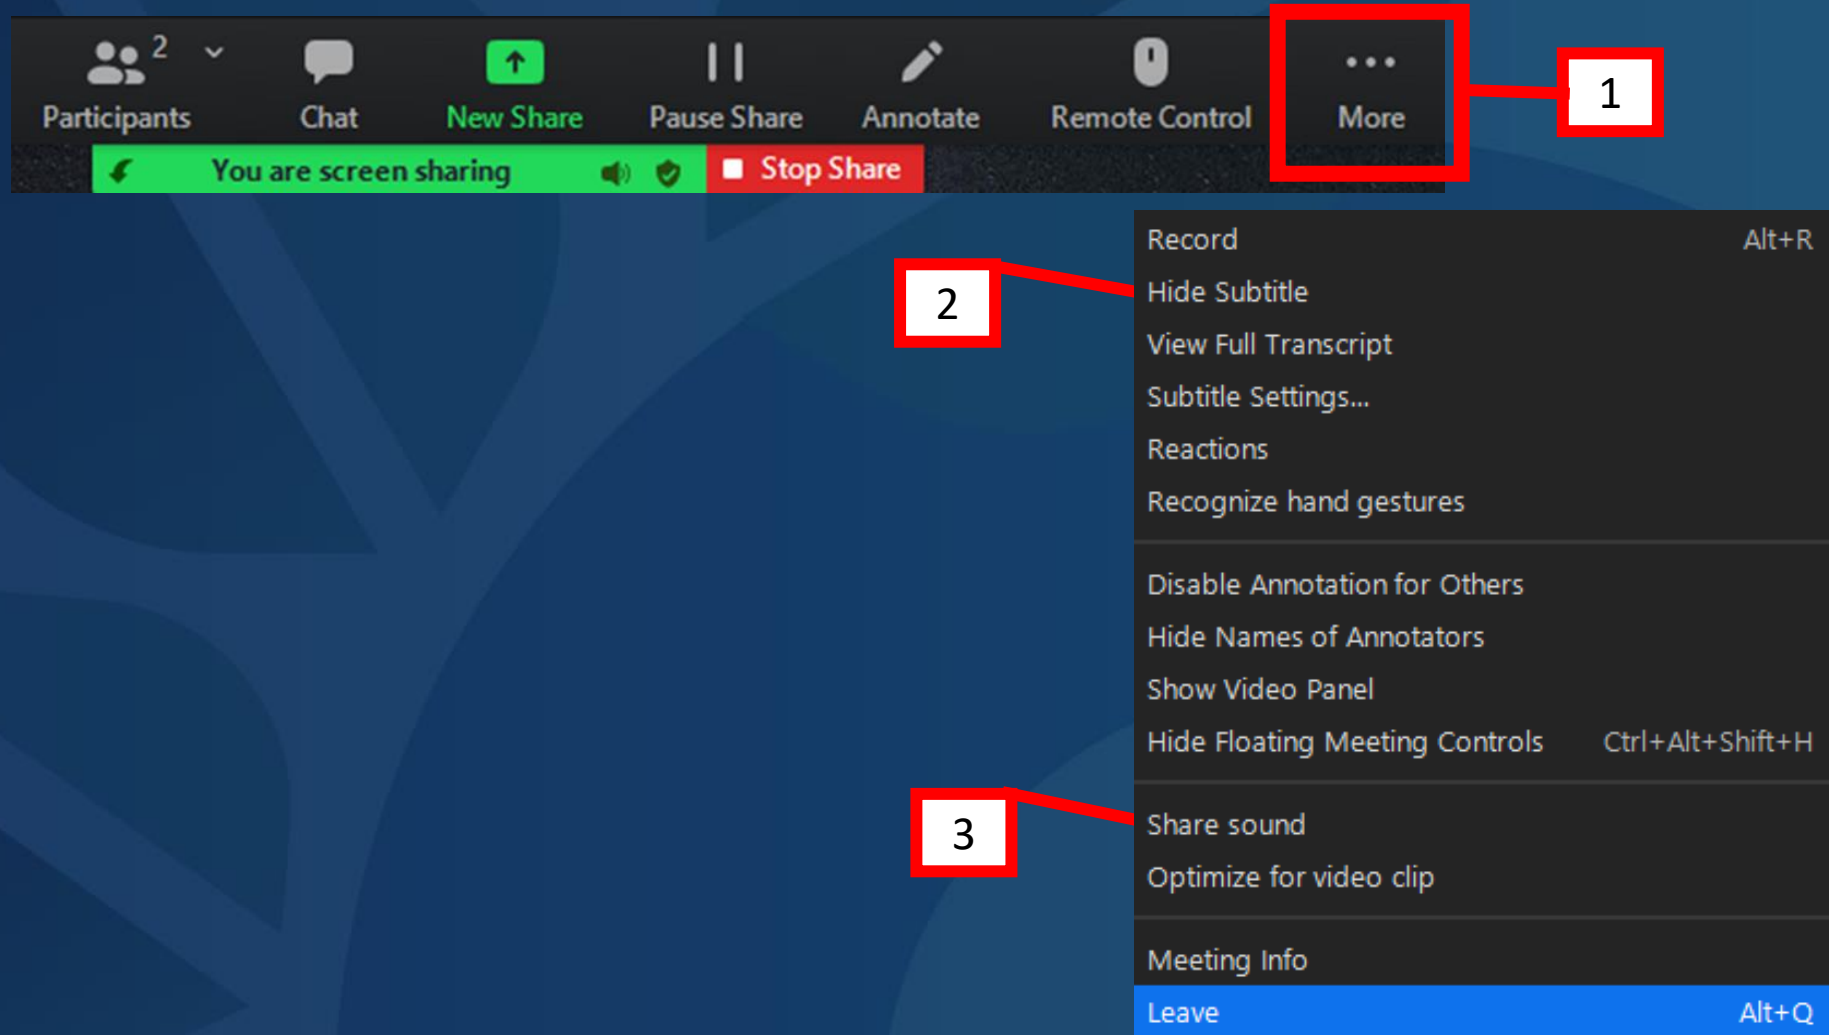 2
Participants Chat New Share Pause Share Annotate Remote Control More
1
You are screen sharing Stop Share
Record Alt+R
2
Hide Subtitle
View Full Transcript
Subtitle Settings...
Reactions
Recognize hand gestures
Disable Annotation for Others
Hide Names of Annotators
Show Video Panel
Hide Floating Meeting Controls Ctrl+Alt+Shift+H
3
Share sound
Optimize for video clip
Meeting Info
Leave Alt+Q